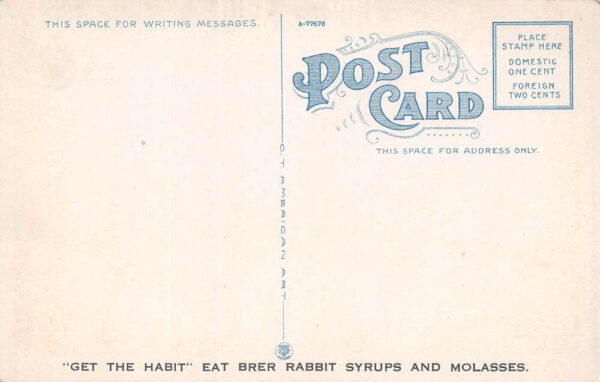 THIS SPACE FOR WRITING MESSAGES.
A-77678
POST
CARD
THIS SPACE FOR ADDRESS ONLY.
PLACE
STAMP HERE
DOMESTIC
ONE CENT
FOREIGN
TWO CENTS
C.T. AMERICAN ART
"GET THE HABIT" EAT BRER RABBIT SYRUPS AND MOLASSES.